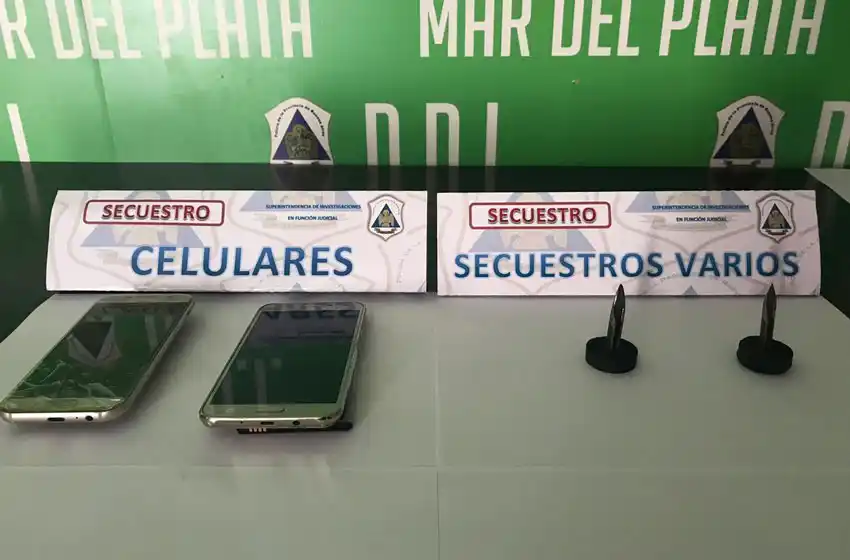 R DEL PLATA
MAR DEL PLATA
DDI
D
SECUESTRO
SUPERINTENDENCIA DE INVESTIGACIONES
EN FUNCIÓN JUDICIAL
CELULARES
SECUESTRO
SUPERINTENDENCIA DE INVESTIGACIONES
EN FUNCIÓN JUDICIAL
SECUESTROS VARIOS